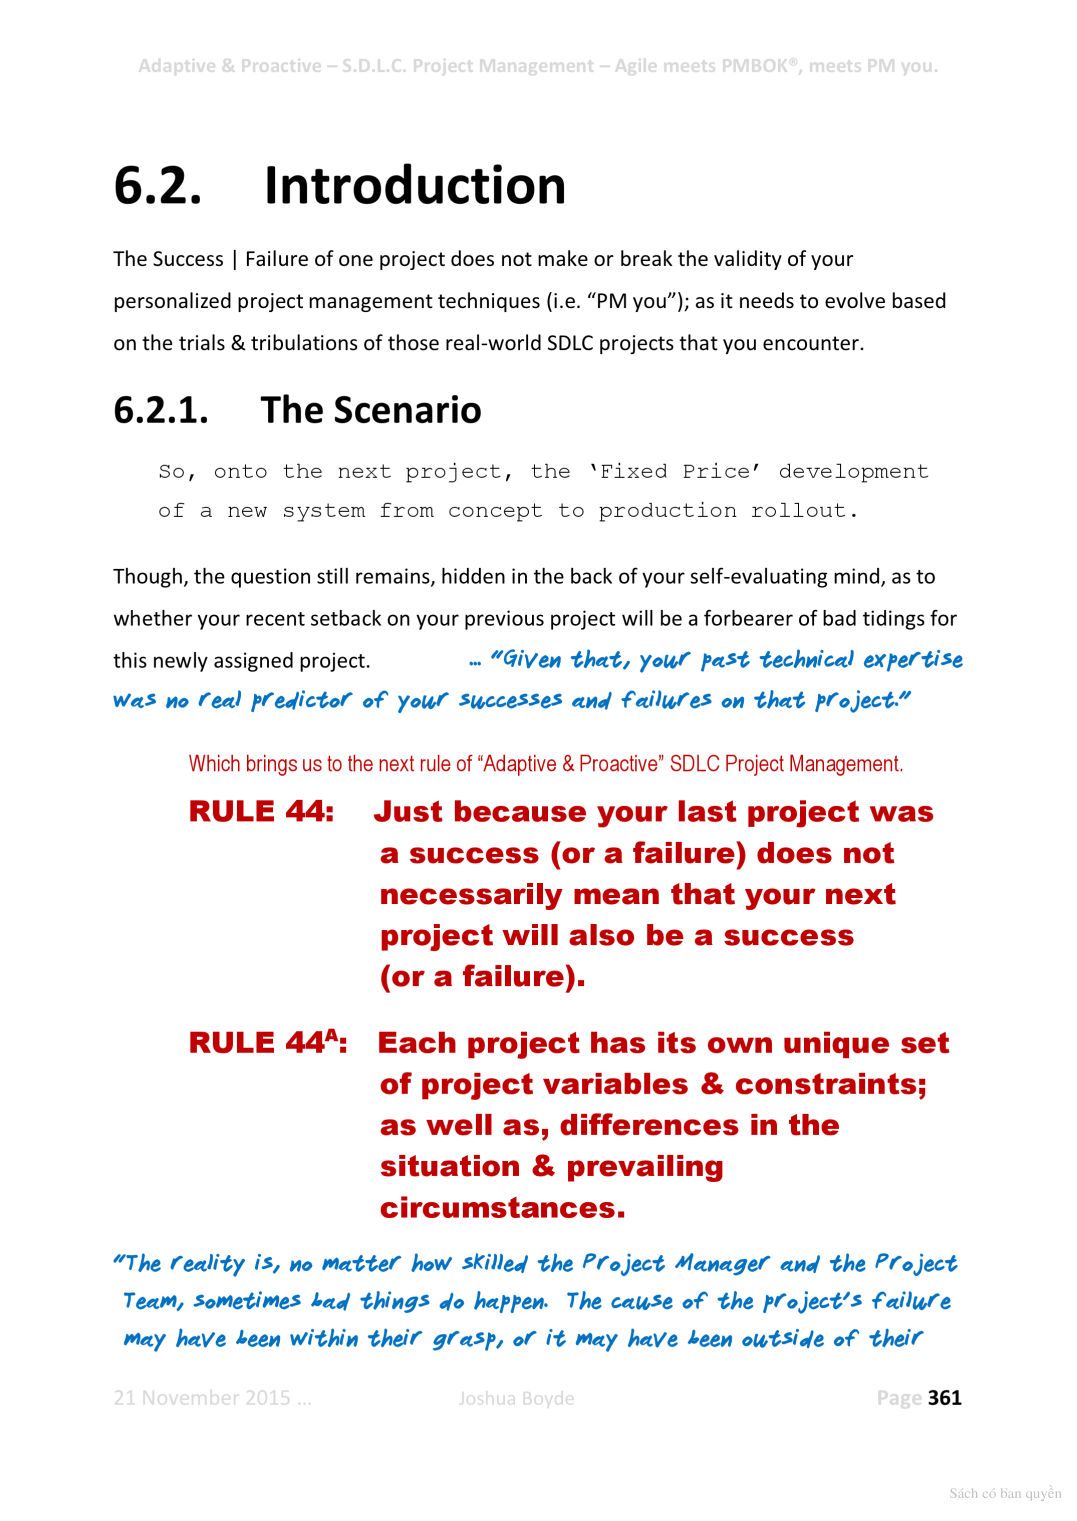 Adaptive & Proactive – S.D.L.C. Project Management – Agile meets PMBOK®, meets PM you.
6.2. Introduction
The Success | Failure of one project does not make or break the validity of your
personalized project management techniques (i.e. “PM you”); as it needs to evolve based
on the trials & tribulations of those real-world SDLC projects that you encounter.
6.2.1. The Scenario
So, onto the next project, the ‘Fixed Price’ development
of a new system from concept to production rollout.
Though, the question still remains, hidden in the back of your self-evaluating mind, as to
whether your recent setback on your previous project will be a forbearer of bad tidings for
this newly assigned project. … “Given that, your past technical expertise
was no real predictor of your successes and failures on that project.”
Which brings us to the next rule of “Adaptive & Proactive” SDLC Project Management.
RULE 44: Just because your last project was
a success (or a failure) does not
necessarily mean that your next
project will also be a success
(or a failure).
RULE 44ᴬ: Each project has its own unique set
of project variables & constraints;
as well as, differences in the
situation & prevailing
circumstances.
“The reality is, no matter how skilled the Project Manager and the Project
Team, sometimes bad things do happen. The cause of the project’s failure
may have been within their grasp, or it may have been outside of their
21 November 2015 … Joshua Boyde Page 361
Sách có bản quyền